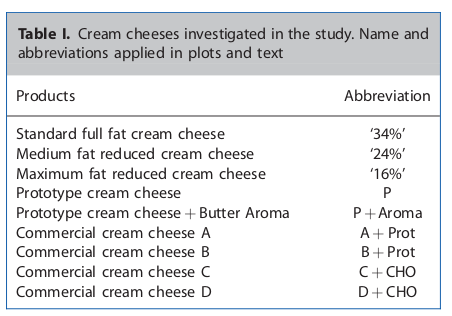 Table I. Cream cheeses investigated in the study. Name and
abbreviations applied in plots and text
Products Abbreviation
Standard full fat cream cheese ‘34%’
Medium fat reduced cream cheese ‘24%’
Maximum fat reduced cream cheese ‘16%’
Prototype cream cheese P
Prototype cream cheese + Butter Aroma P + Aroma
Commercial cream cheese A A + Prot
Commercial cream cheese B B + Prot
Commercial cream cheese C C + CHO
Commercial cream cheese D D + CHO